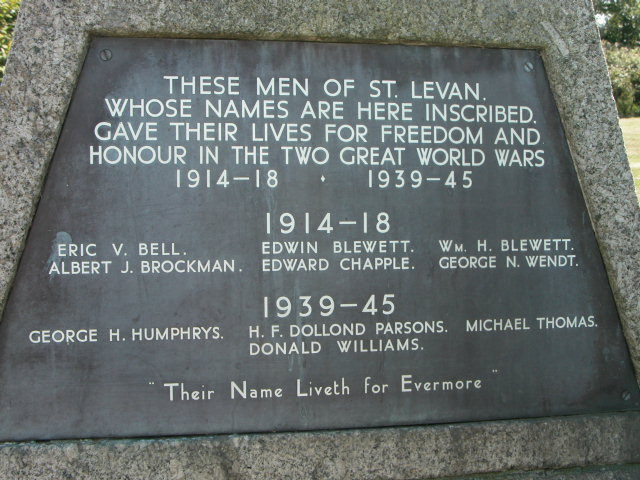 THESE MEN OF ST. LEVAN.
WHOSE NAMES ARE HERE INSCRIBED.
GAVE THEIR LIVES FOR FREEDOM AND
HONOUR IN THE TWO GREAT WORLD WARS
1914-18 · 1939-45
1914-18
ERIC V. BELL. EDWIN BLEWETT. WM. H. BLEWETT.
ALBERT J. BROCKMAN. EDWARD CHAPPLE. GEORGE N. WENDT.
1939-45
GEORGE H. HUMPHRYS. H. F. DOLLOND PARSONS. MICHAEL THOMAS.
DONALD WILLIAMS.
"Their Name Liveth for Evermore"